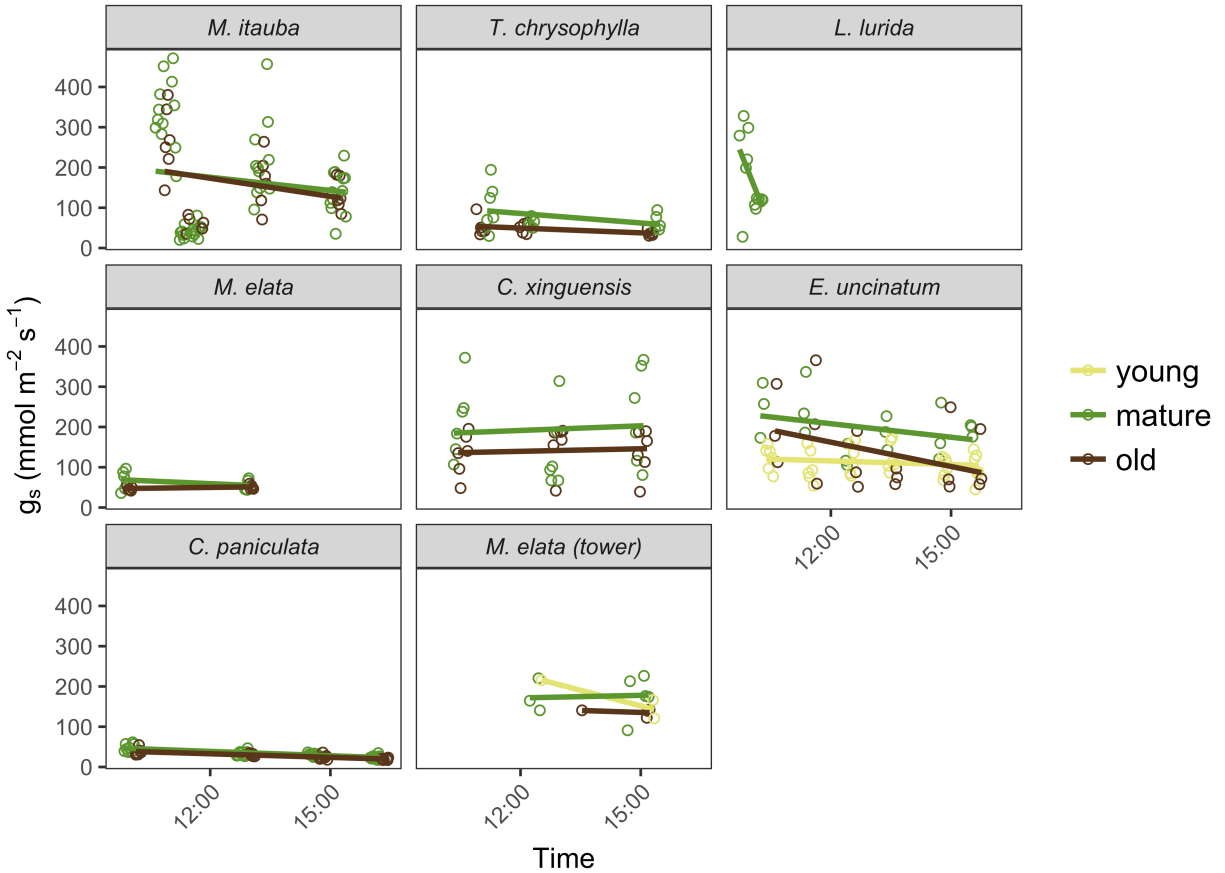 M. itauba
T. chrysophylla
L. lurida
400
300
200
100
0
M. elata
C. xinguensis
E. uncinatum
400
300
200
100
0
12:00
15:00
C. paniculata
M. elata (tower)
400
300
200
100
0
12:00
15:00
12:00
15:00
Time
gₛ (mmol m⁻² s⁻¹)
young
mature
old